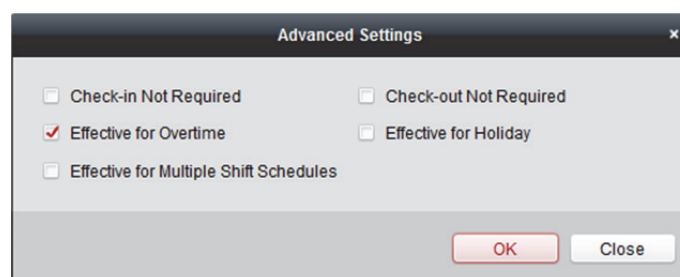 Advanced Settings ×
Check-in Not Required Check-out Not Required
Effective for Overtime Effective for Holiday
Effective for Multiple Shift Schedules
OK Close